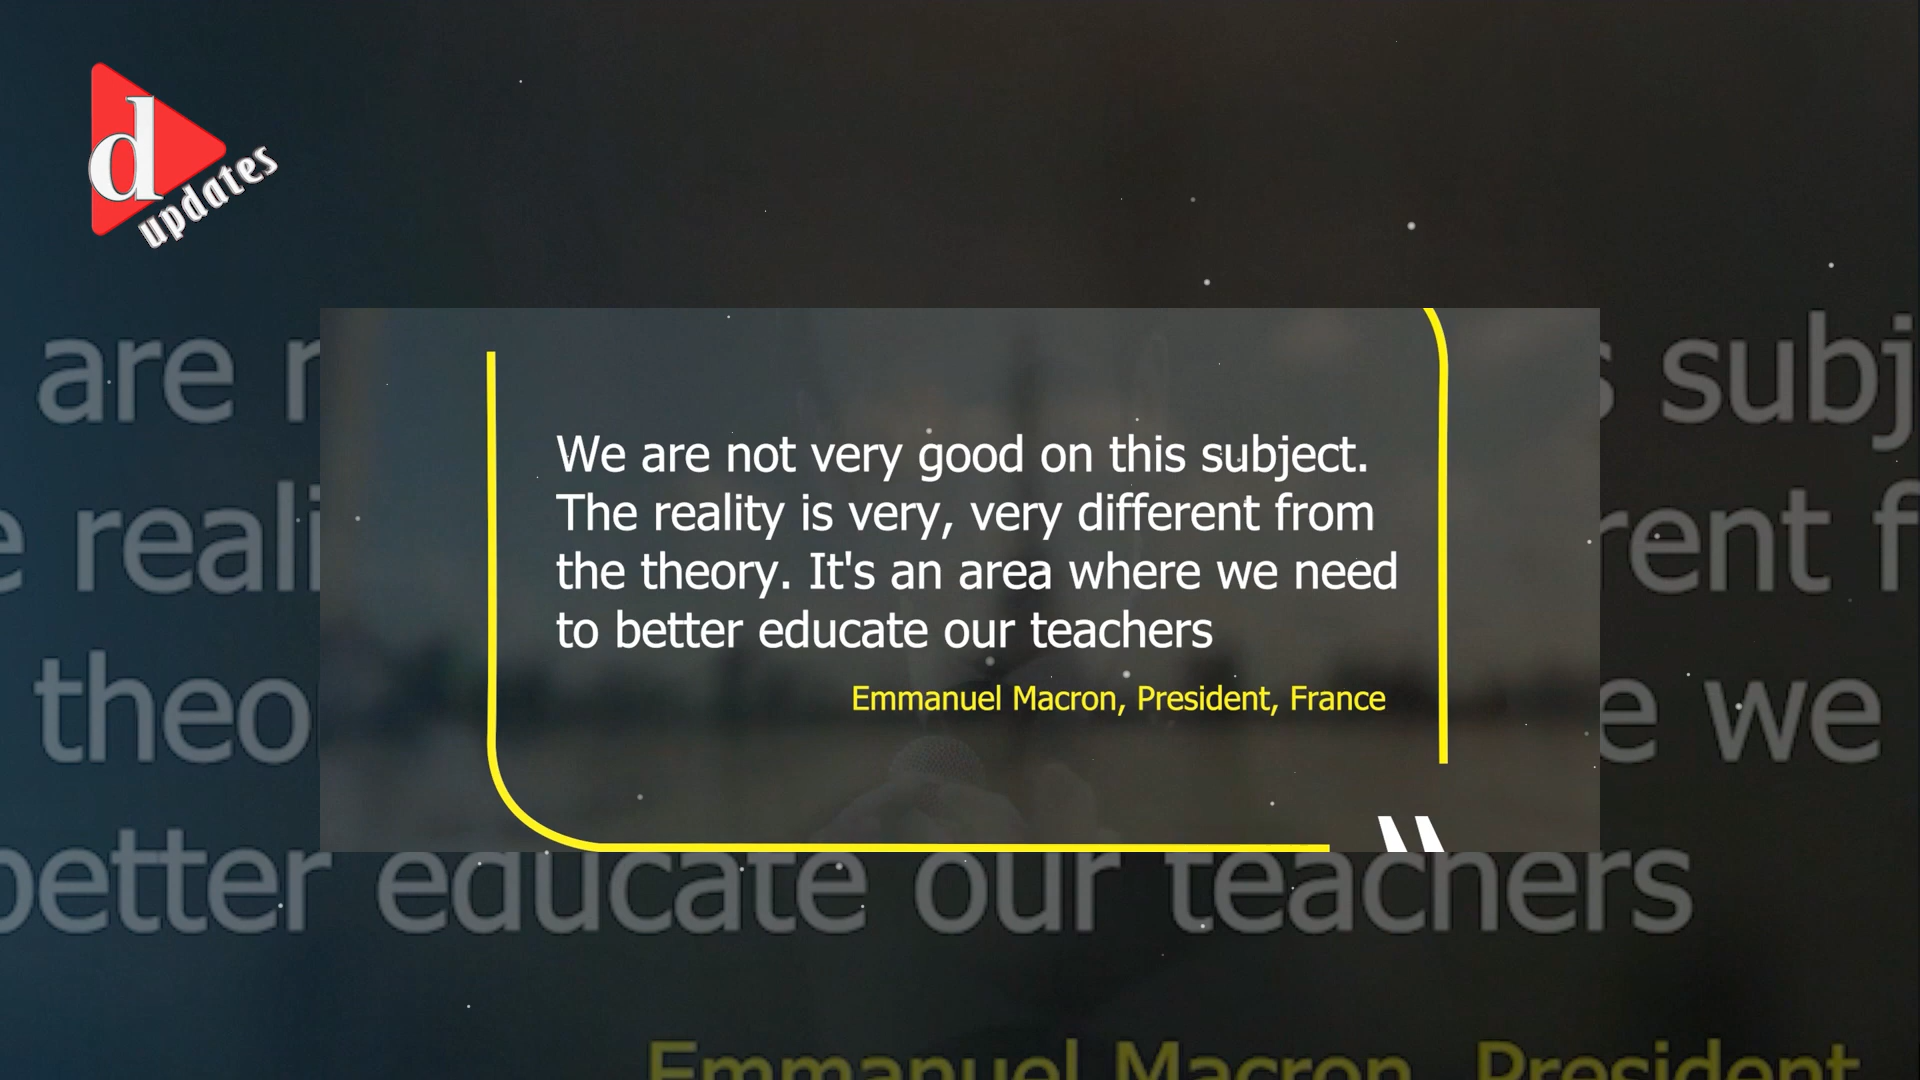 d
updates
We are not very good on this subject.
The reality is very, very different from
the theory. It's an area where we need
to better educate our teachers
Emmanuel Macron, President, France
are
subj
reali
rent f
theo
e we
better educate our teachers
Emmanuel Macron, President